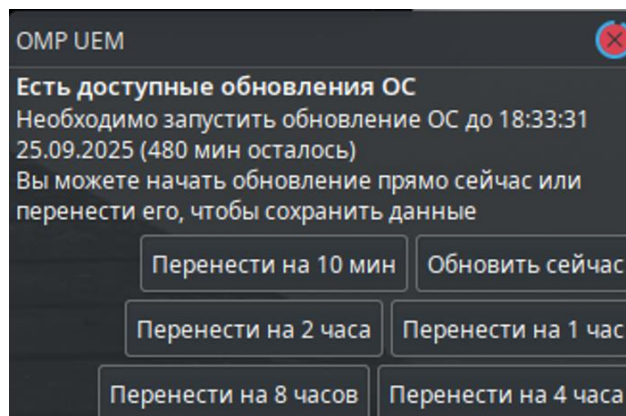 OMP UEM
Есть доступные обновления ОС
Необходимо запустить обновление ОС до 18:33:31
25.09.2025 (480 мин осталось)
Вы можете начать обновление прямо сейчас или
перенести его, чтобы сохранить данные
Перенести на 10 мин Обновить сейчас
Перенести на 2 часа Перенести на 1 час
Перенести на 8 часов Перенести на 4 часа